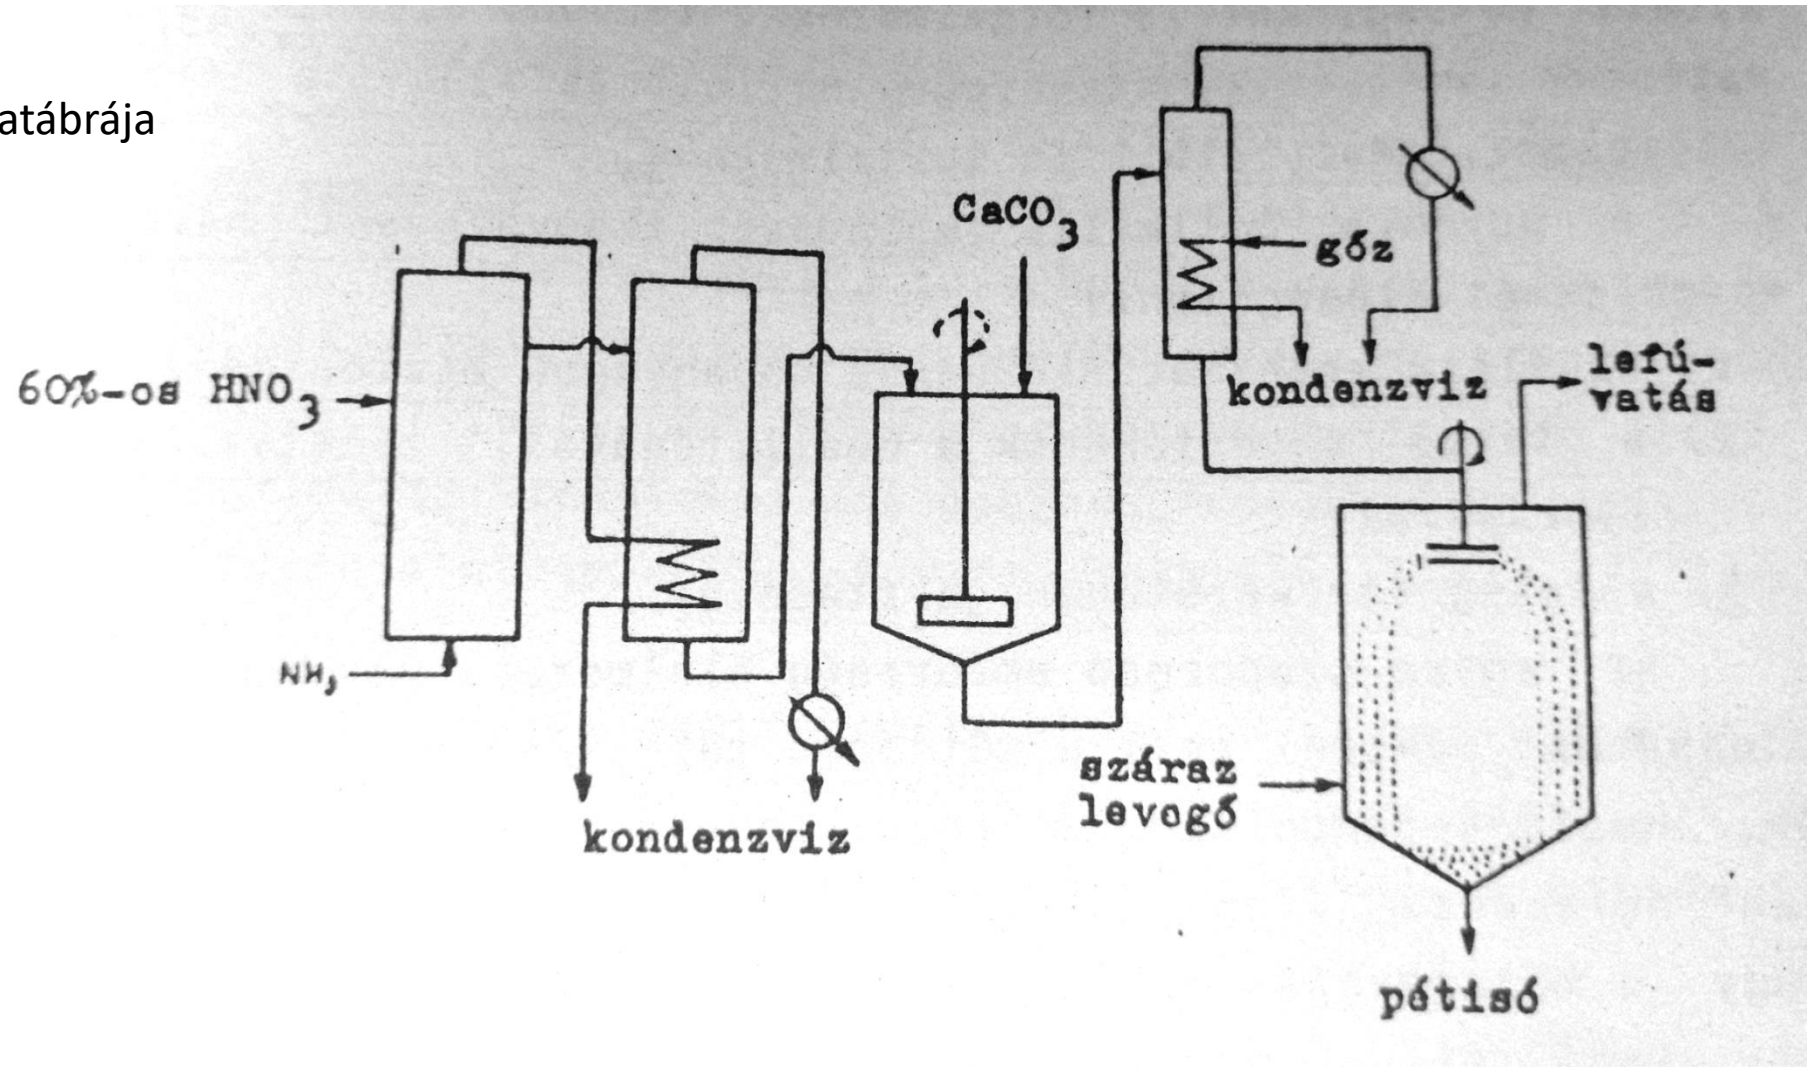 atábrája
CaCO3
gőz
60%-os HNO3
kondenzviz
lefú-
vatás
NH3
száraz
levegő
kondenzviz
pétisó